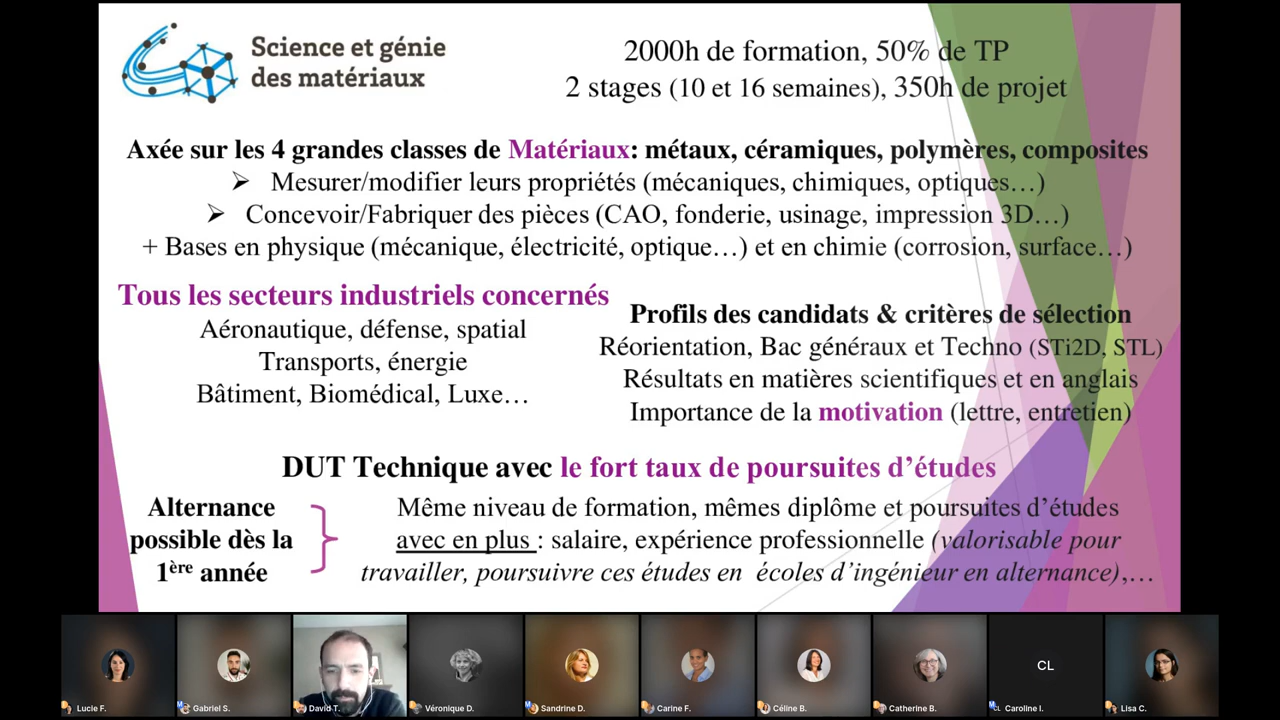 Science et génie
des matériaux
2000h de formation, 50% de TP
2 stages (10 et 16 semaines), 350h de projet
Axée sur les 4 grandes classes de Matériaux: métaux, céramiques, polymères, composites
➢ Mesurer/modifier leurs propriétés (mécaniques, chimiques, optiques…)
➢ Concevoir/Fabriquer des pièces (CAO, fonderie, usinage, impression 3D…)
+ Bases en physique (mécanique, électricité, optique…) et en chimie (corrosion, surface…)
Tous les secteurs industriels concernés
Aéronautique, défense, spatial
Transports, énergie
Bâtiment, Biomédical, Luxe…
Profils des candidats & critères de sélection
Réorientation, Bac généraux et Techno (STi2D, STL)
Résultats en matières scientifiques et en anglais
Importance de la motivation (lettre, entretien)
DUT Technique avec le fort taux de poursuites d’études
Alternance
possible dès la
1ère année
Même niveau de formation, mêmes diplôme et poursuites d’études
avec en plus : salaire, expérience professionnelle (valorisable pour
travailler, poursuivre ces études en écoles d’ingénieur en alternance),…
CL
Lucie F.
Gabriel S.
David T.
Véronique D.
Sandrine D.
Carine F.
Céline B.
Catherine B.
Caroline I.
Lisa C.